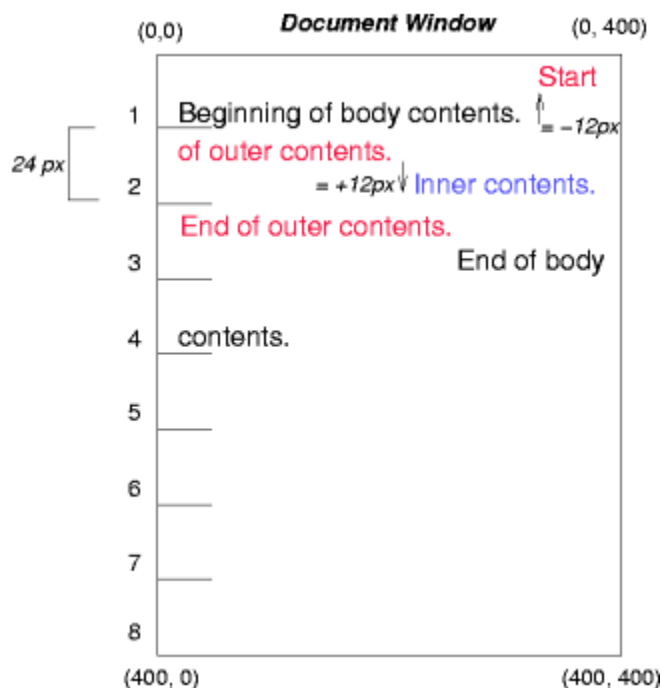 Document Window
(0,0) (0, 400)
Start
1 Beginning of body contents. = −12px
of outer contents.
24 px
2 = +12px Inner contents.
End of outer contents.
3 End of body
4 contents.
5
6
7
8
(400, 0) (400, 400)